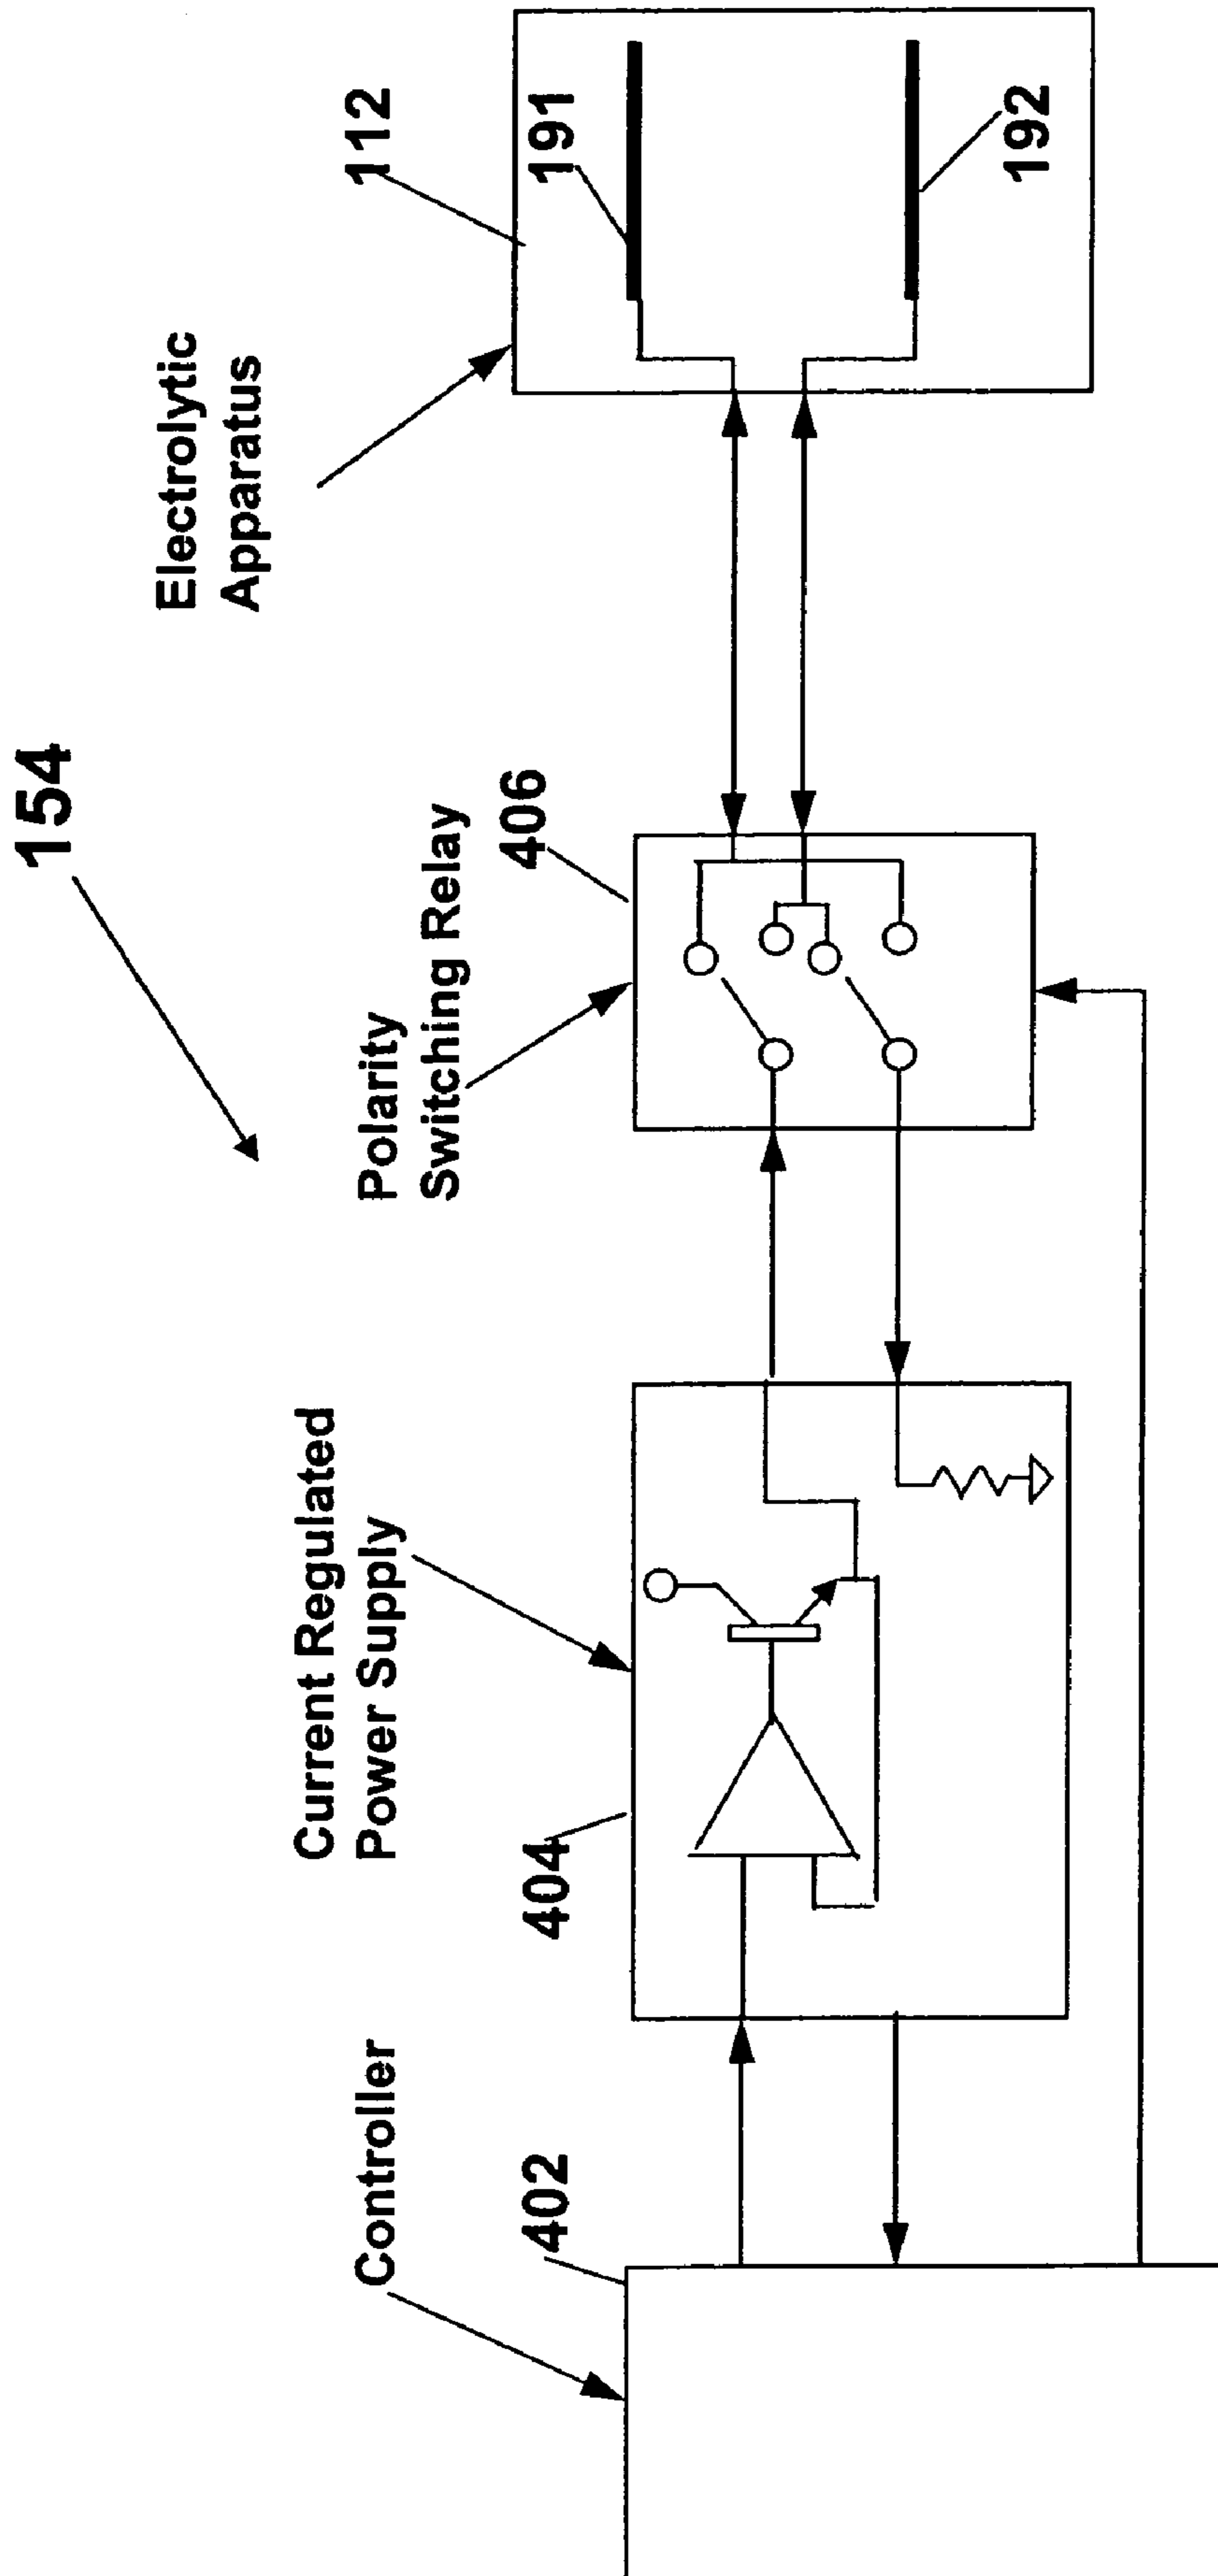 154
Electrolytic
Apparatus
112
191
192
Polarity
Switching Relay
406
Current Regulated
Power Supply
404
Controller
402